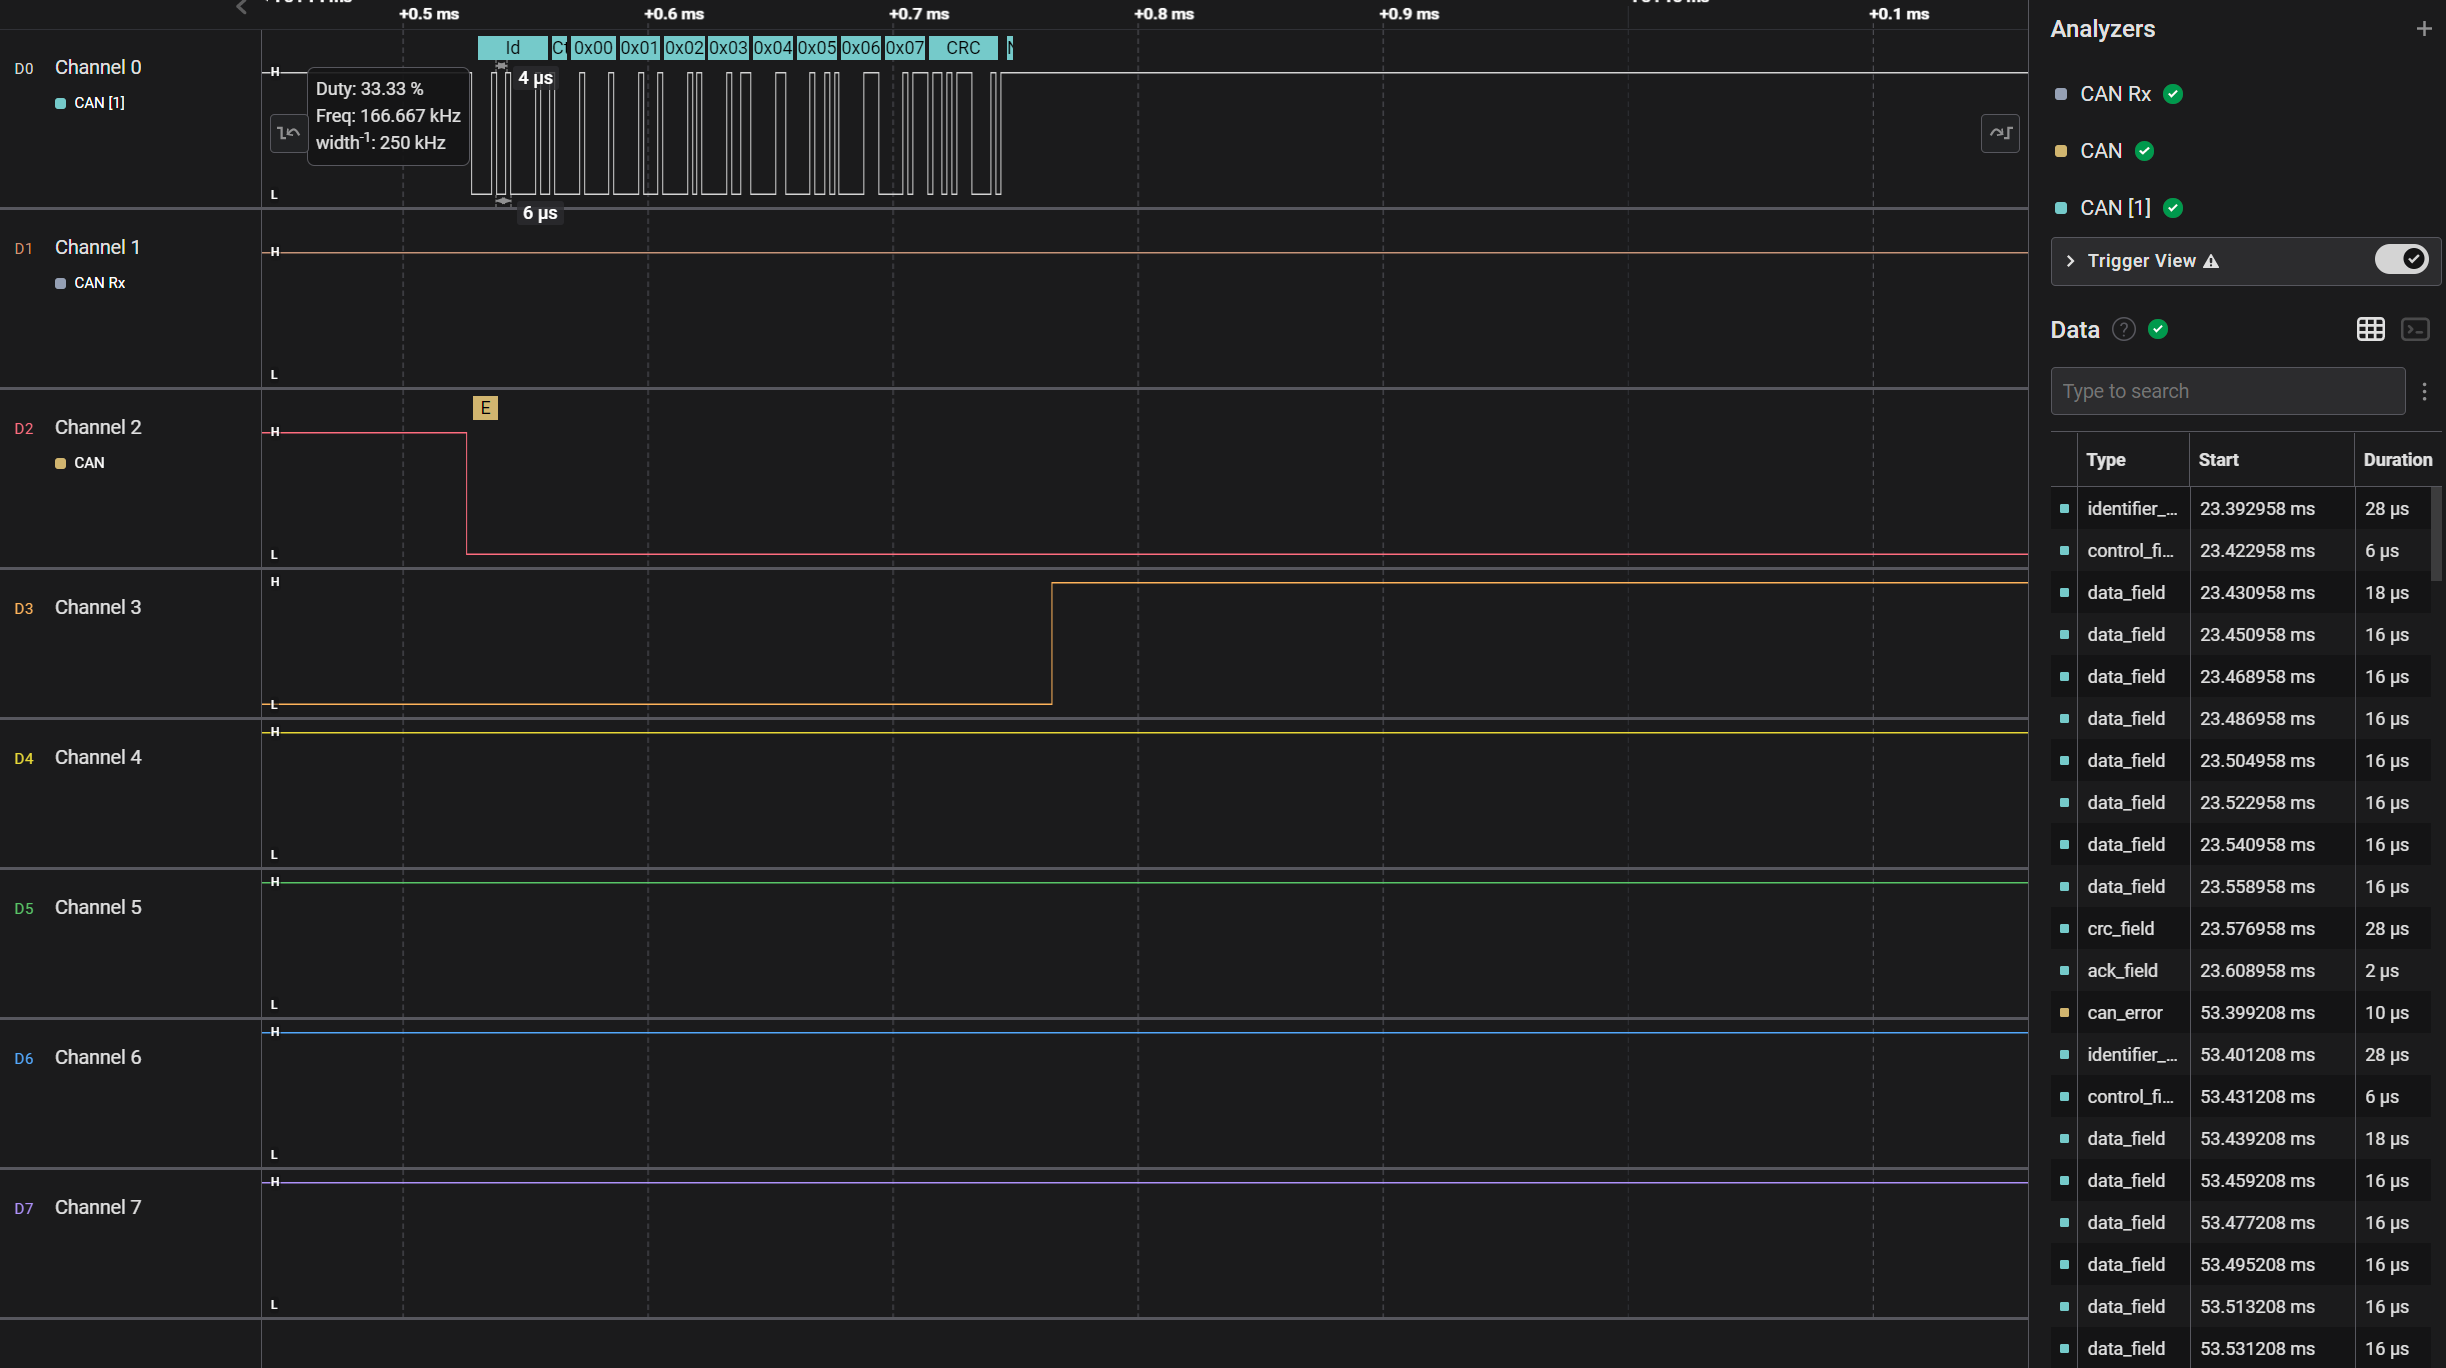 +0.5 ms +0.6 ms +0.7 ms +0.8 ms +0.9 ms +0.1 ms
D0 Channel 0
CAN [1]
H
L
Id 0x00 0x01 0x02 0x03 0x04 0x05 0x06 0x07 CRC N
4 µs
Duty: 33.33 %
Freq: 166.667 kHz
width-1: 250 kHz
6 µs
D1 Channel 1
CAN Rx
H
L
D2 Channel 2
CAN
E
H
L
D3 Channel 3
H
L
D4 Channel 4
H
L
D5 Channel 5
H
L
D6 Channel 6
H
L
D7 Channel 7
H
L
Analyzers +
CAN Rx
CAN
CAN [1]
Trigger View
Data ?
Type to search
Type Start Duration
identifier_... 23.392958 ms 28 µs
control_fi... 23.422958 ms 6 µs
data_field 23.430958 ms 18 µs
data_field 23.450958 ms 16 µs
data_field 23.468958 ms 16 µs
data_field 23.486958 ms 16 µs
data_field 23.504958 ms 16 µs
data_field 23.522958 ms 16 µs
data_field 23.540958 ms 16 µs
data_field 23.558958 ms 16 µs
crc_field 23.576958 ms 28 µs
ack_field 23.608958 ms 2 µs
can_error 53.399208 ms 10 µs
identifier_... 53.401208 ms 28 µs
control_fi... 53.431208 ms 6 µs
data_field 53.439208 ms 18 µs
data_field 53.459208 ms 16 µs
data_field 53.477208 ms 16 µs
data_field 53.495208 ms 16 µs
data_field 53.513208 ms 16 µs
data_field 53.531208 ms 16 µs